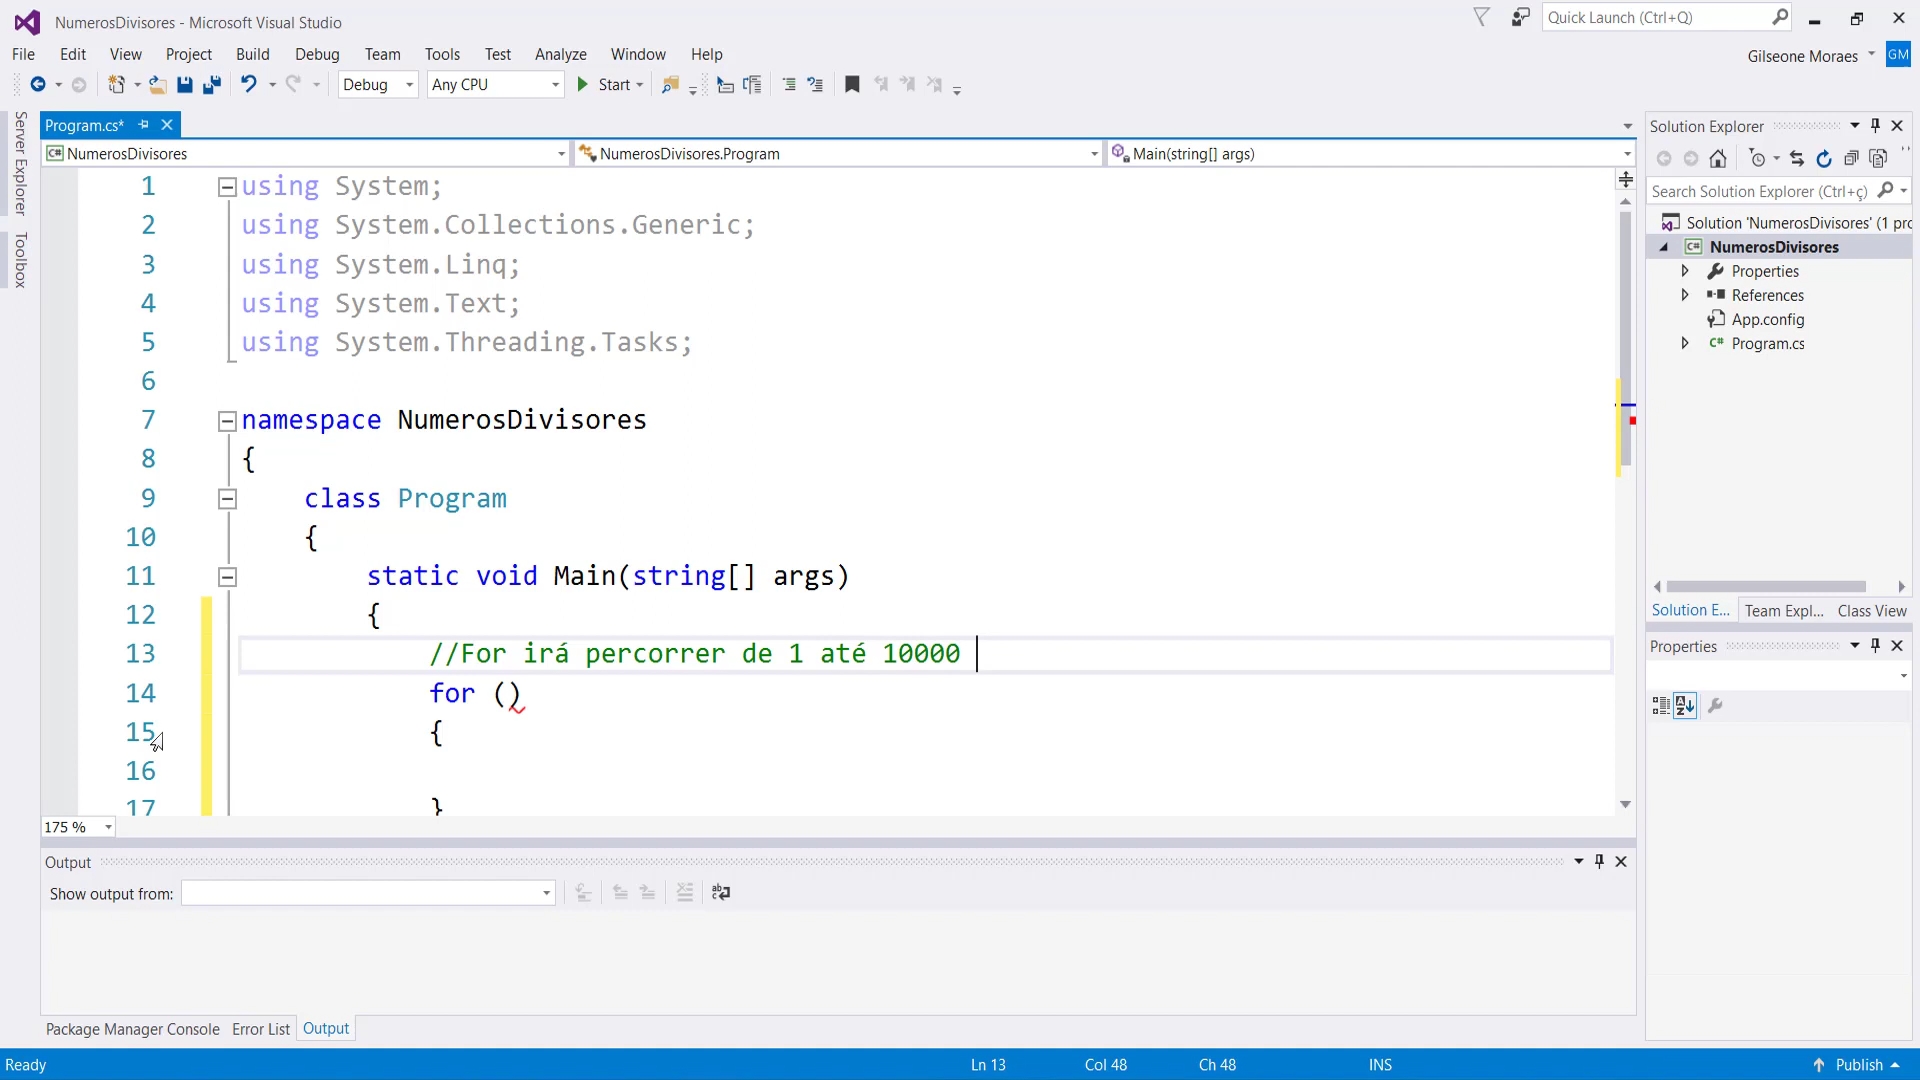 NumerosDivisores - Microsoft Visual Studio
Quick Launch (Ctrl+Q)
File Edit View Project Build Debug Team Tools Test Analyze Window Help
Gilseone Moraes GM
Debug Any CPU Start
Server Explorer
Toolbox
Program.cs*
C# NumerosDivisores
NumerosDivisores.Program
Main(string[] args)
1 using System;
2 using System.Collections.Generic;
3 using System.Linq;
4 using System.Text;
5 using System.Threading.Tasks;
6
7 namespace NumerosDivisores
8 {
9 class Program
10 {
11 static void Main(string[] args)
12 {
13 //For irá percorrer de 1 até 10000
14 for ()
15 {
16
17 }
175 %
Output
Show output from:
Package Manager Console Error List Output
Solution Explorer
Search Solution Explorer (Ctrl+ç)
Solution 'NumerosDivisores' (1 pro
C# NumerosDivisores
Properties
References
App.config
C# Program.cs
Solution E... Team Expl... Class View
Properties
Ready Ln 13 Col 48 Ch 48 INS Publish